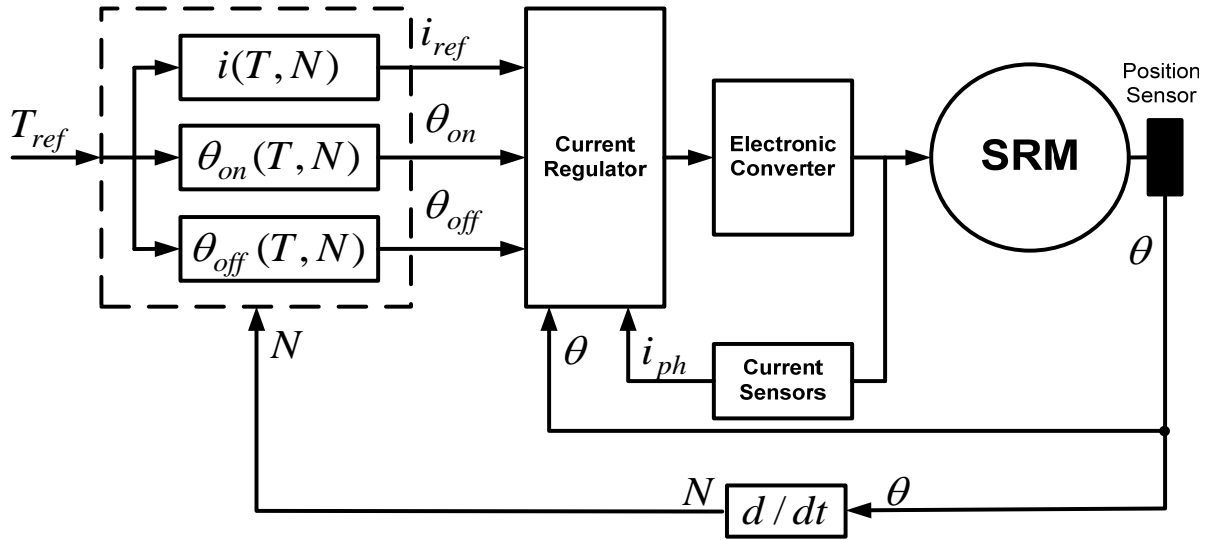 T_ref
i(T, N)
θ_on(T, N)
θ_off(T, N)
i_ref
θ_on
θ_off
Current
Regulator
Electronic
Converter
SRM
Position
Sensor
θ
N
θ
i_ph
Current
Sensors
N
d / dt
θ